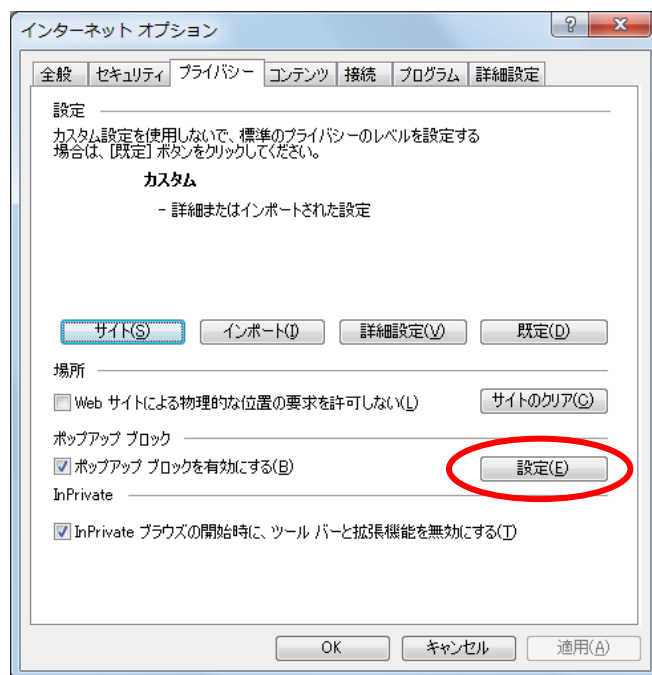 インターネット オプション
全般 セキュリティ プライバシー コンテンツ 接続 プログラム 詳細設定
設定
カスタム設定を使用しないで、標準のプライバシーのレベルを設定する
場合は、[既定] ボタンをクリックしてください。
カスタム
- 詳細またはインポートされた設定
サイト(S) インポート(I) 詳細設定(V) 既定(D)
場所
Web サイトによる物理的な位置の要求を許可しない(L) サイトのクリア(C)
ポップアップ ブロック
ポップアップ ブロックを有効にする(B) 設定(E)
InPrivate
InPrivate ブラウズの開始時に、ツール バーと拡張機能を無効にする(T)
OK キャンセル 適用(A)